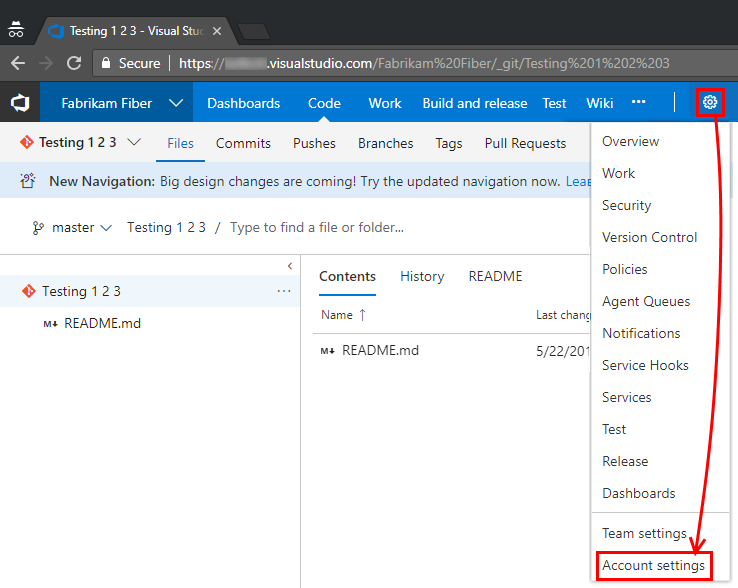 Testing 1 2 3 - Visual Stu
Secure https:// .visualstudio.com/Fabrikam%20Fiber/_git/Testing%201%202%203
Fabrikam Fiber Dashboards Code Work Build and release Test Wiki ...
Testing 1 2 3 Files Commits Pushes Branches Tags Pull Requests
New Navigation: Big design changes are coming! Try the updated navigation now. Lea
master Testing 1 2 3 / Type to find a file or folder...
Testing 1 2 3 ...
M↓ README.md
Contents History README
Name ↑ Last chang
M↓ README.md 5/22/201
Overview
Work
Security
Version Control
Policies
Agent Queues
Notifications
Service Hooks
Services
Test
Release
Dashboards
Team settings
Account settings